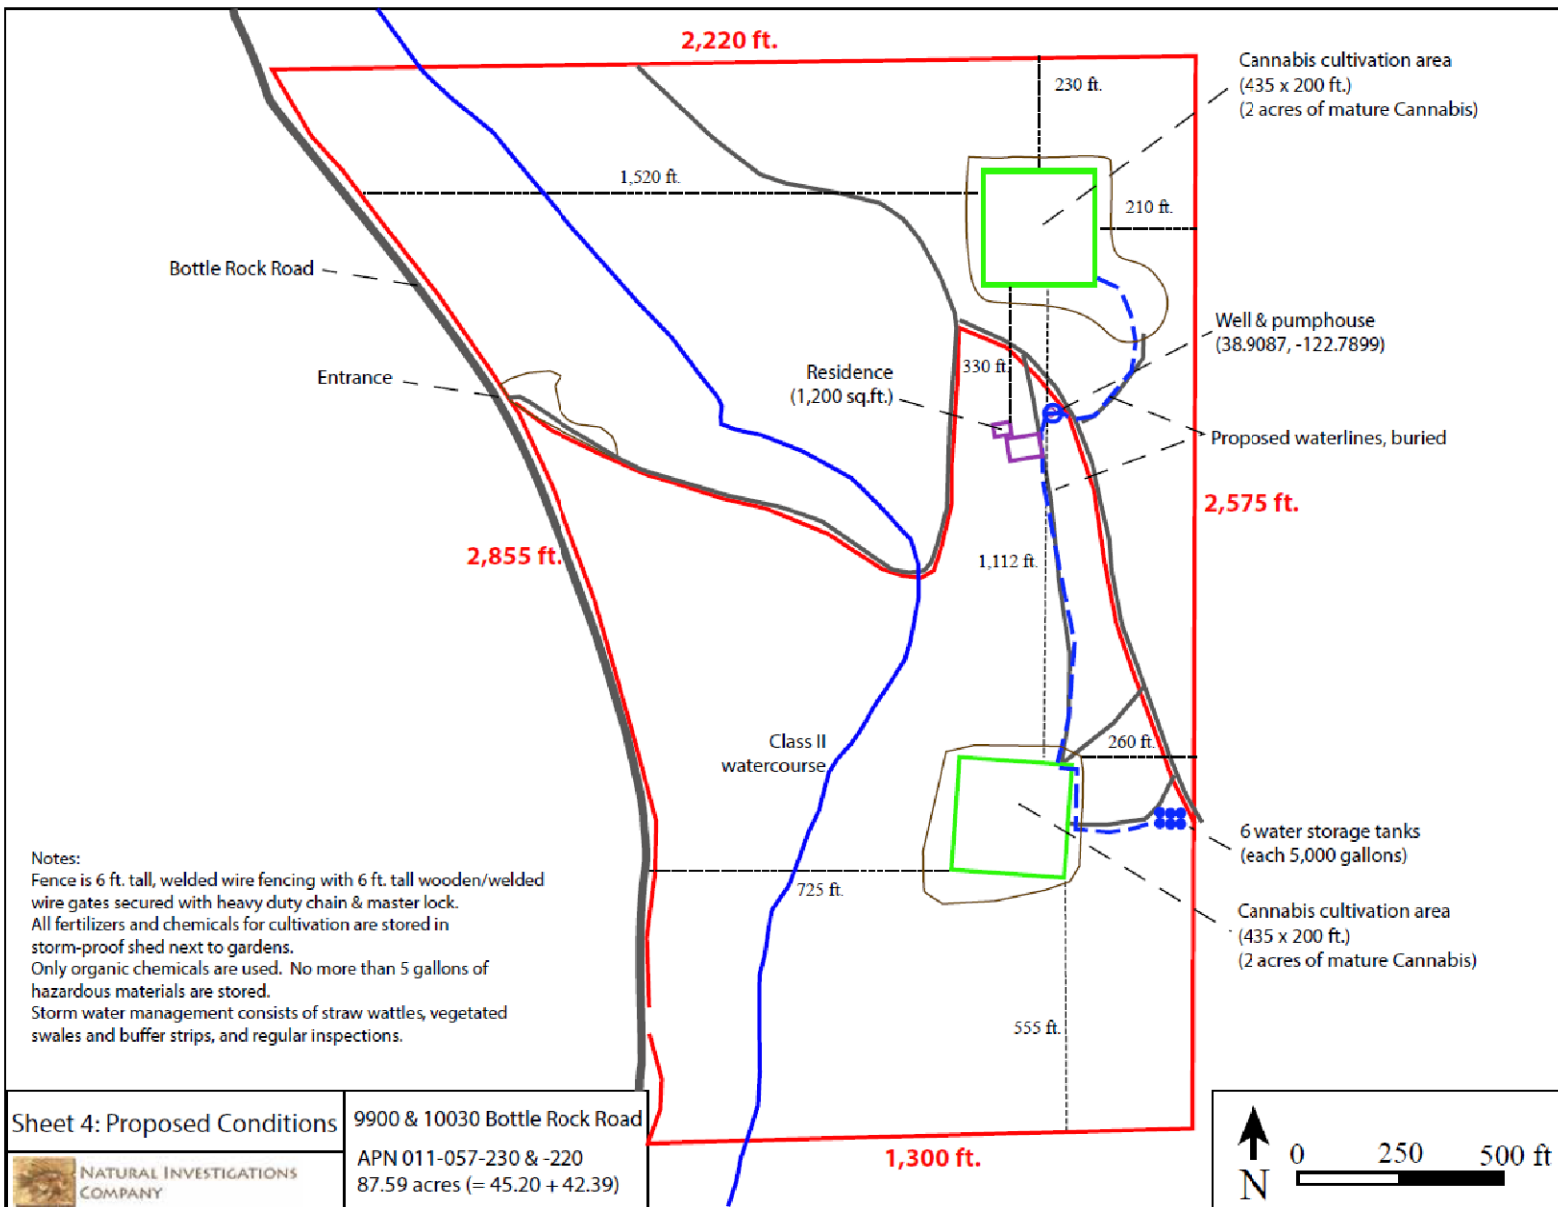 2,220 ft.
Cannabis cultivation area
(435 x 200 ft.)
(2 acres of mature Cannabis)
230 ft.
1,520 ft.
210 ft.
Bottle Rock Road
Well & pumphouse
(38.9087, -122.7899)
Entrance
Residence
(1,200 sq.ft.)
330 ft.
Proposed waterlines, buried
2,575 ft.
2,855 ft.
1,112 ft.
Class II
watercourse
260 ft.
6 water storage tanks
(each 5,000 gallons)
725 ft.
Cannabis cultivation area
(435 x 200 ft.)
(2 acres of mature Cannabis)
Notes:
Fence is 6 ft. tall, welded wire fencing with 6 ft. tall wooden/welded
wire gates secured with heavy duty chain & master lock.
All fertilizers and chemicals for cultivation are stored in
storm-proof shed next to gardens.
Only organic chemicals are used.  No more than 5 gallons of
hazardous materials are stored.
Storm water management consists of straw wattles, vegetated
swales and buffer strips, and regular inspections.
555 ft.
1,300 ft.
Sheet 4: Proposed Conditions
NATURAL INVESTIGATIONS
COMPANY
9900 & 10030 Bottle Rock Road
APN 011-057-230 & -220
87.59 acres (= 45.20 + 42.39)
N
0 250 500 ft